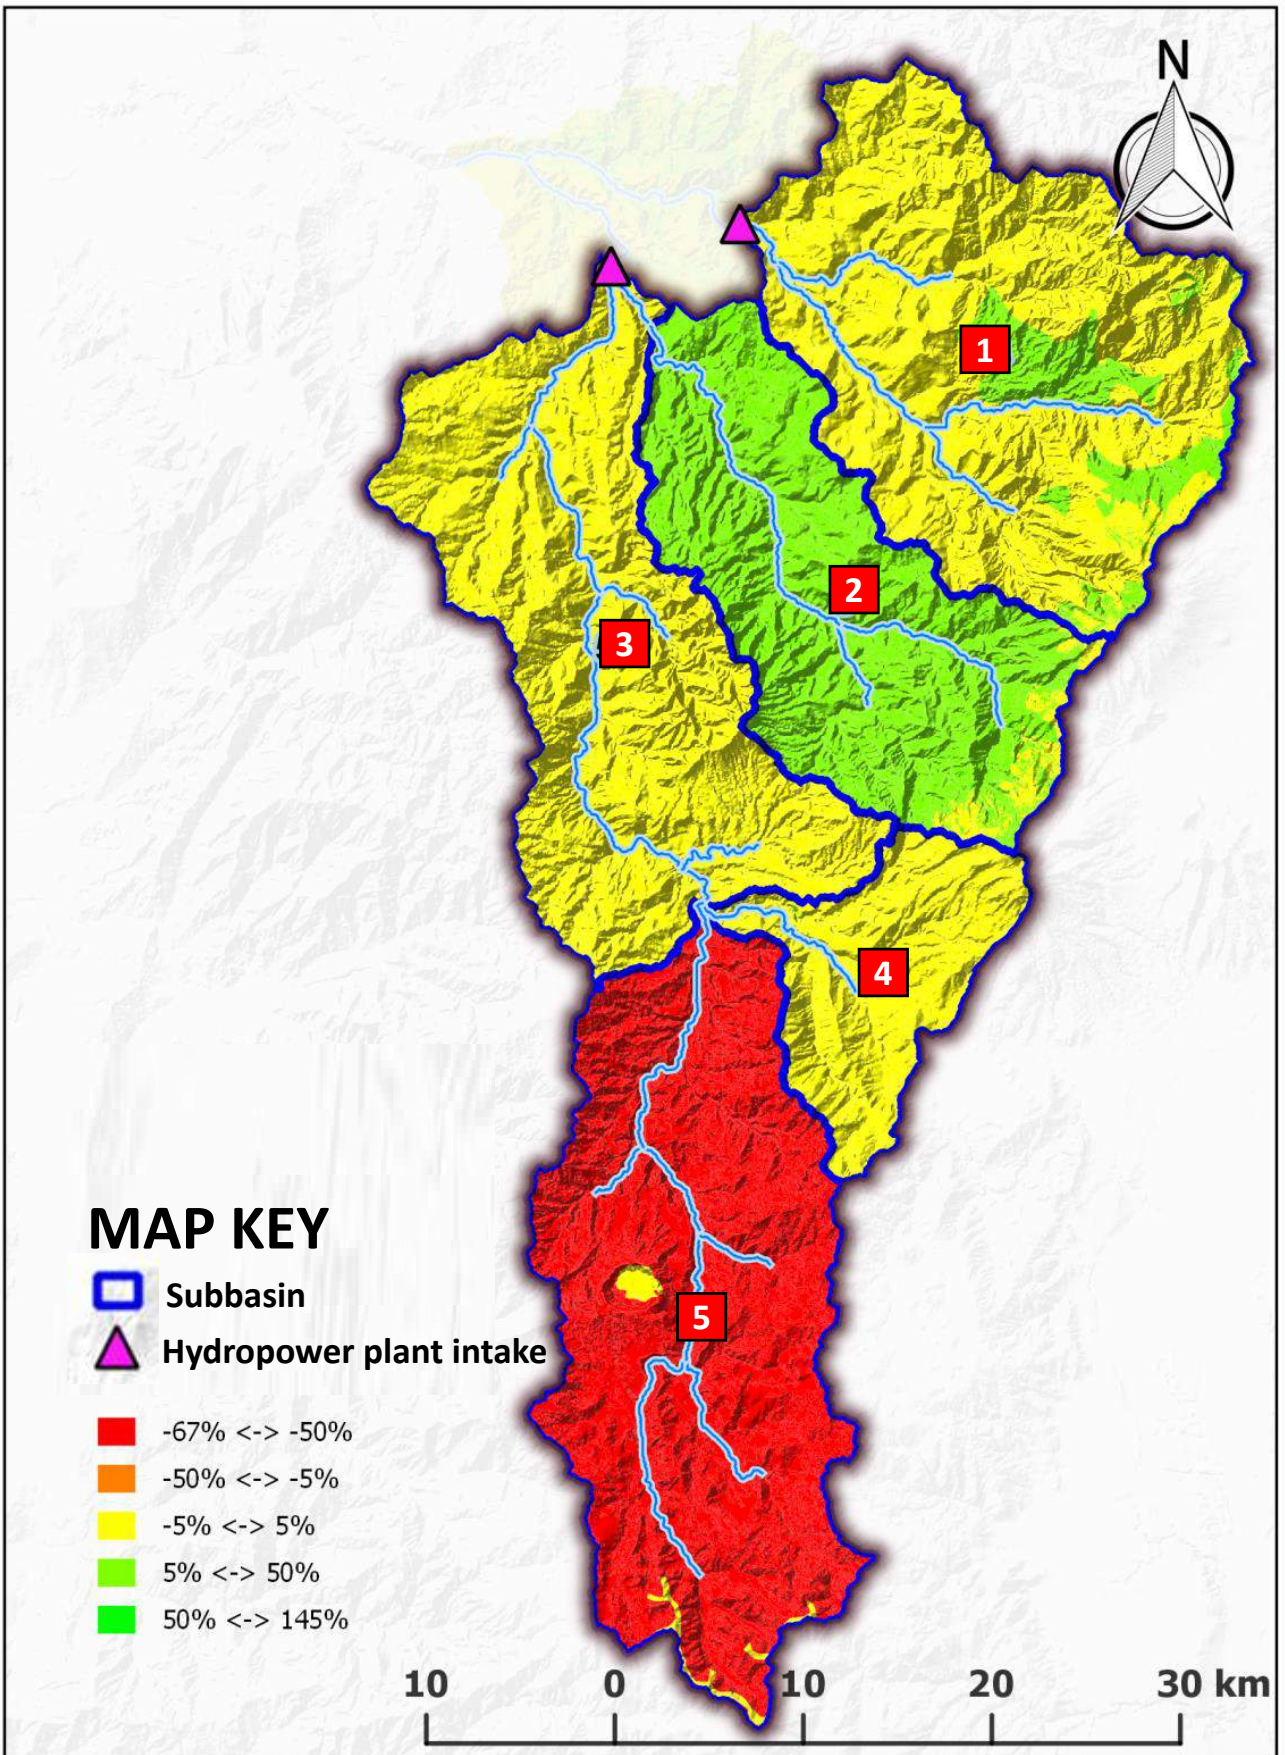 N
1
2
3
4
5
MAP KEY
Subbasin
Hydropower plant intake
-67% <-> -50%
-50% <-> -5%
-5% <-> 5%
5% <-> 50%
50% <-> 145%
10 0 10 20 30 km